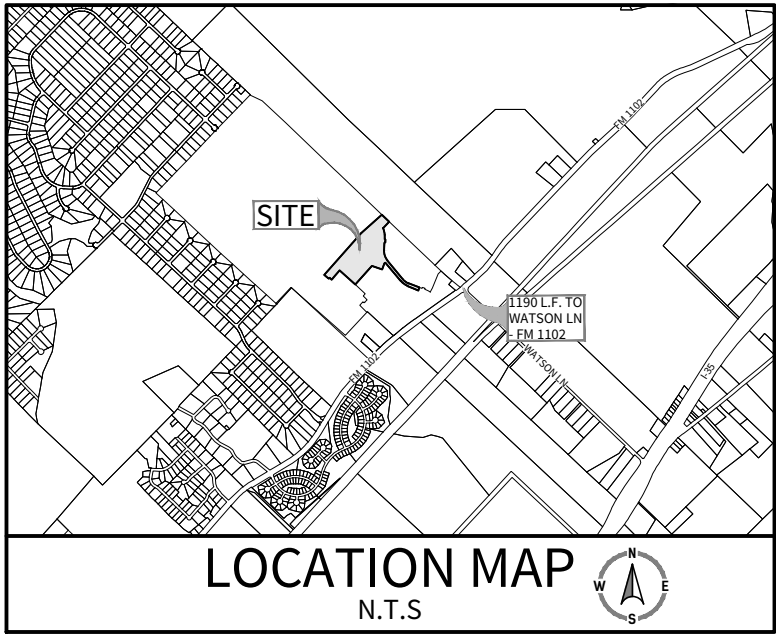 FM 1102
SITE
1190 L.F. TO
WATSON LN
- FM 1102
WATSON LN
I-35
FM 1102
LOCATION MAP
N.T.S
N
W E
S